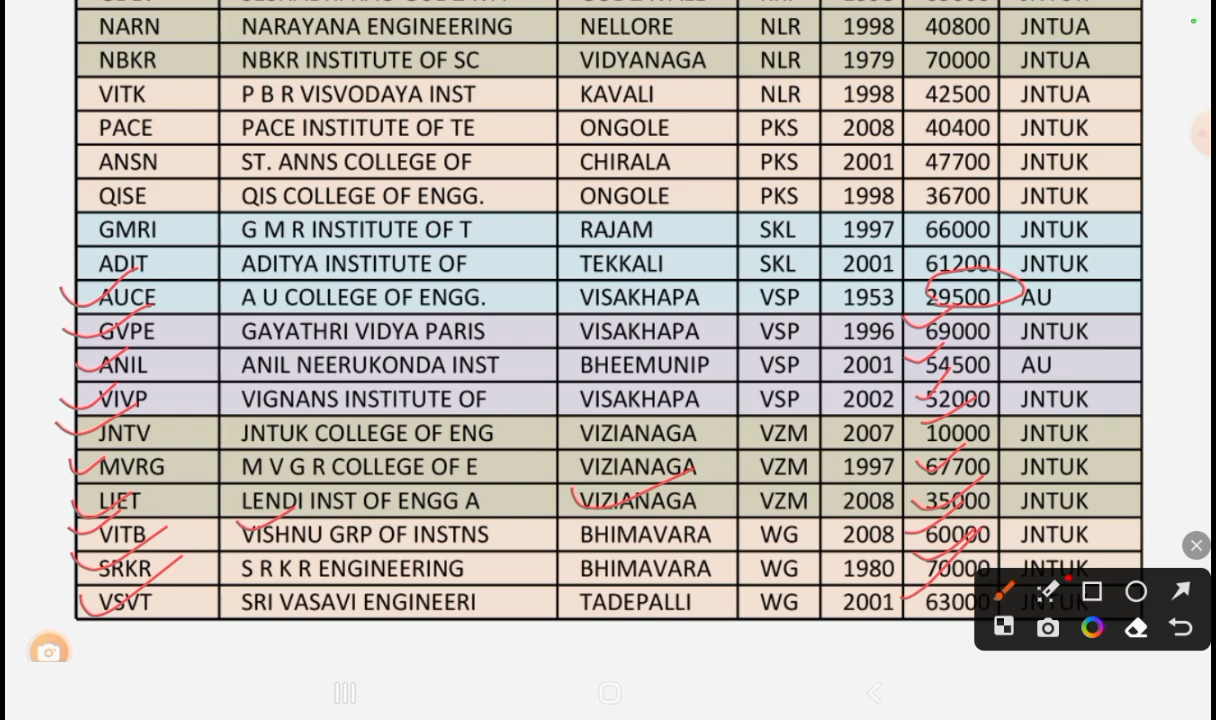 NARN NARAYANA ENGINEERING NELLORE NLR 1998 40800 JNTUA
NBKR NBKR INSTITUTE OF SC VIDYANAGA NLR 1979 70000 JNTUA
VITK P B R VISVODAYA INST KAVALI NLR 1998 42500 JNTUA
PACE PACE INSTITUTE OF TE ONGOLE PKS 2008 40400 JNTUK
ANSN ST. ANNS COLLEGE OF CHIRALA PKS 2001 47700 JNTUK
QISE QIS COLLEGE OF ENGG. ONGOLE PKS 1998 36700 JNTUK
GMRI G M R INSTITUTE OF T RAJAM SKL 1997 66000 JNTUK
ADIT ADITYA INSTITUTE OF TEKKALI SKL 2001 61200 JNTUK
AUCE A U COLLEGE OF ENGG. VISAKHAPA VSP 1953 29500 AU
GVPE GAYATHRI VIDYA PARIS VISAKHAPA VSP 1996 69000 JNTUK
ANIL ANIL NEERUKONDA INST BHEEMUNIP VSP 2001 54500 AU
VIVP VIGNANS INSTITUTE OF VISAKHAPA VSP 2002 52000 JNTUK
JNTV JNTUK COLLEGE OF ENG VIZIANAGA VZM 2007 10000 JNTUK
MVRG M V G R COLLEGE OF E VIZIANAGA VZM 1997 67700 JNTUK
LIET LENDI INST OF ENGG A VIZIANAGA VZM 2008 35000 JNTUK
VITB VISHNU GRP OF INSTNS BHIMAVARA WG 2008 60000 JNTUK
SRKR S R K R ENGINEERING BHIMAVARA WG 1980 70000 JNTUK
VSVT SRI VASAVI ENGINEERI TADEPALLI WG 2001 63000 JNTUK